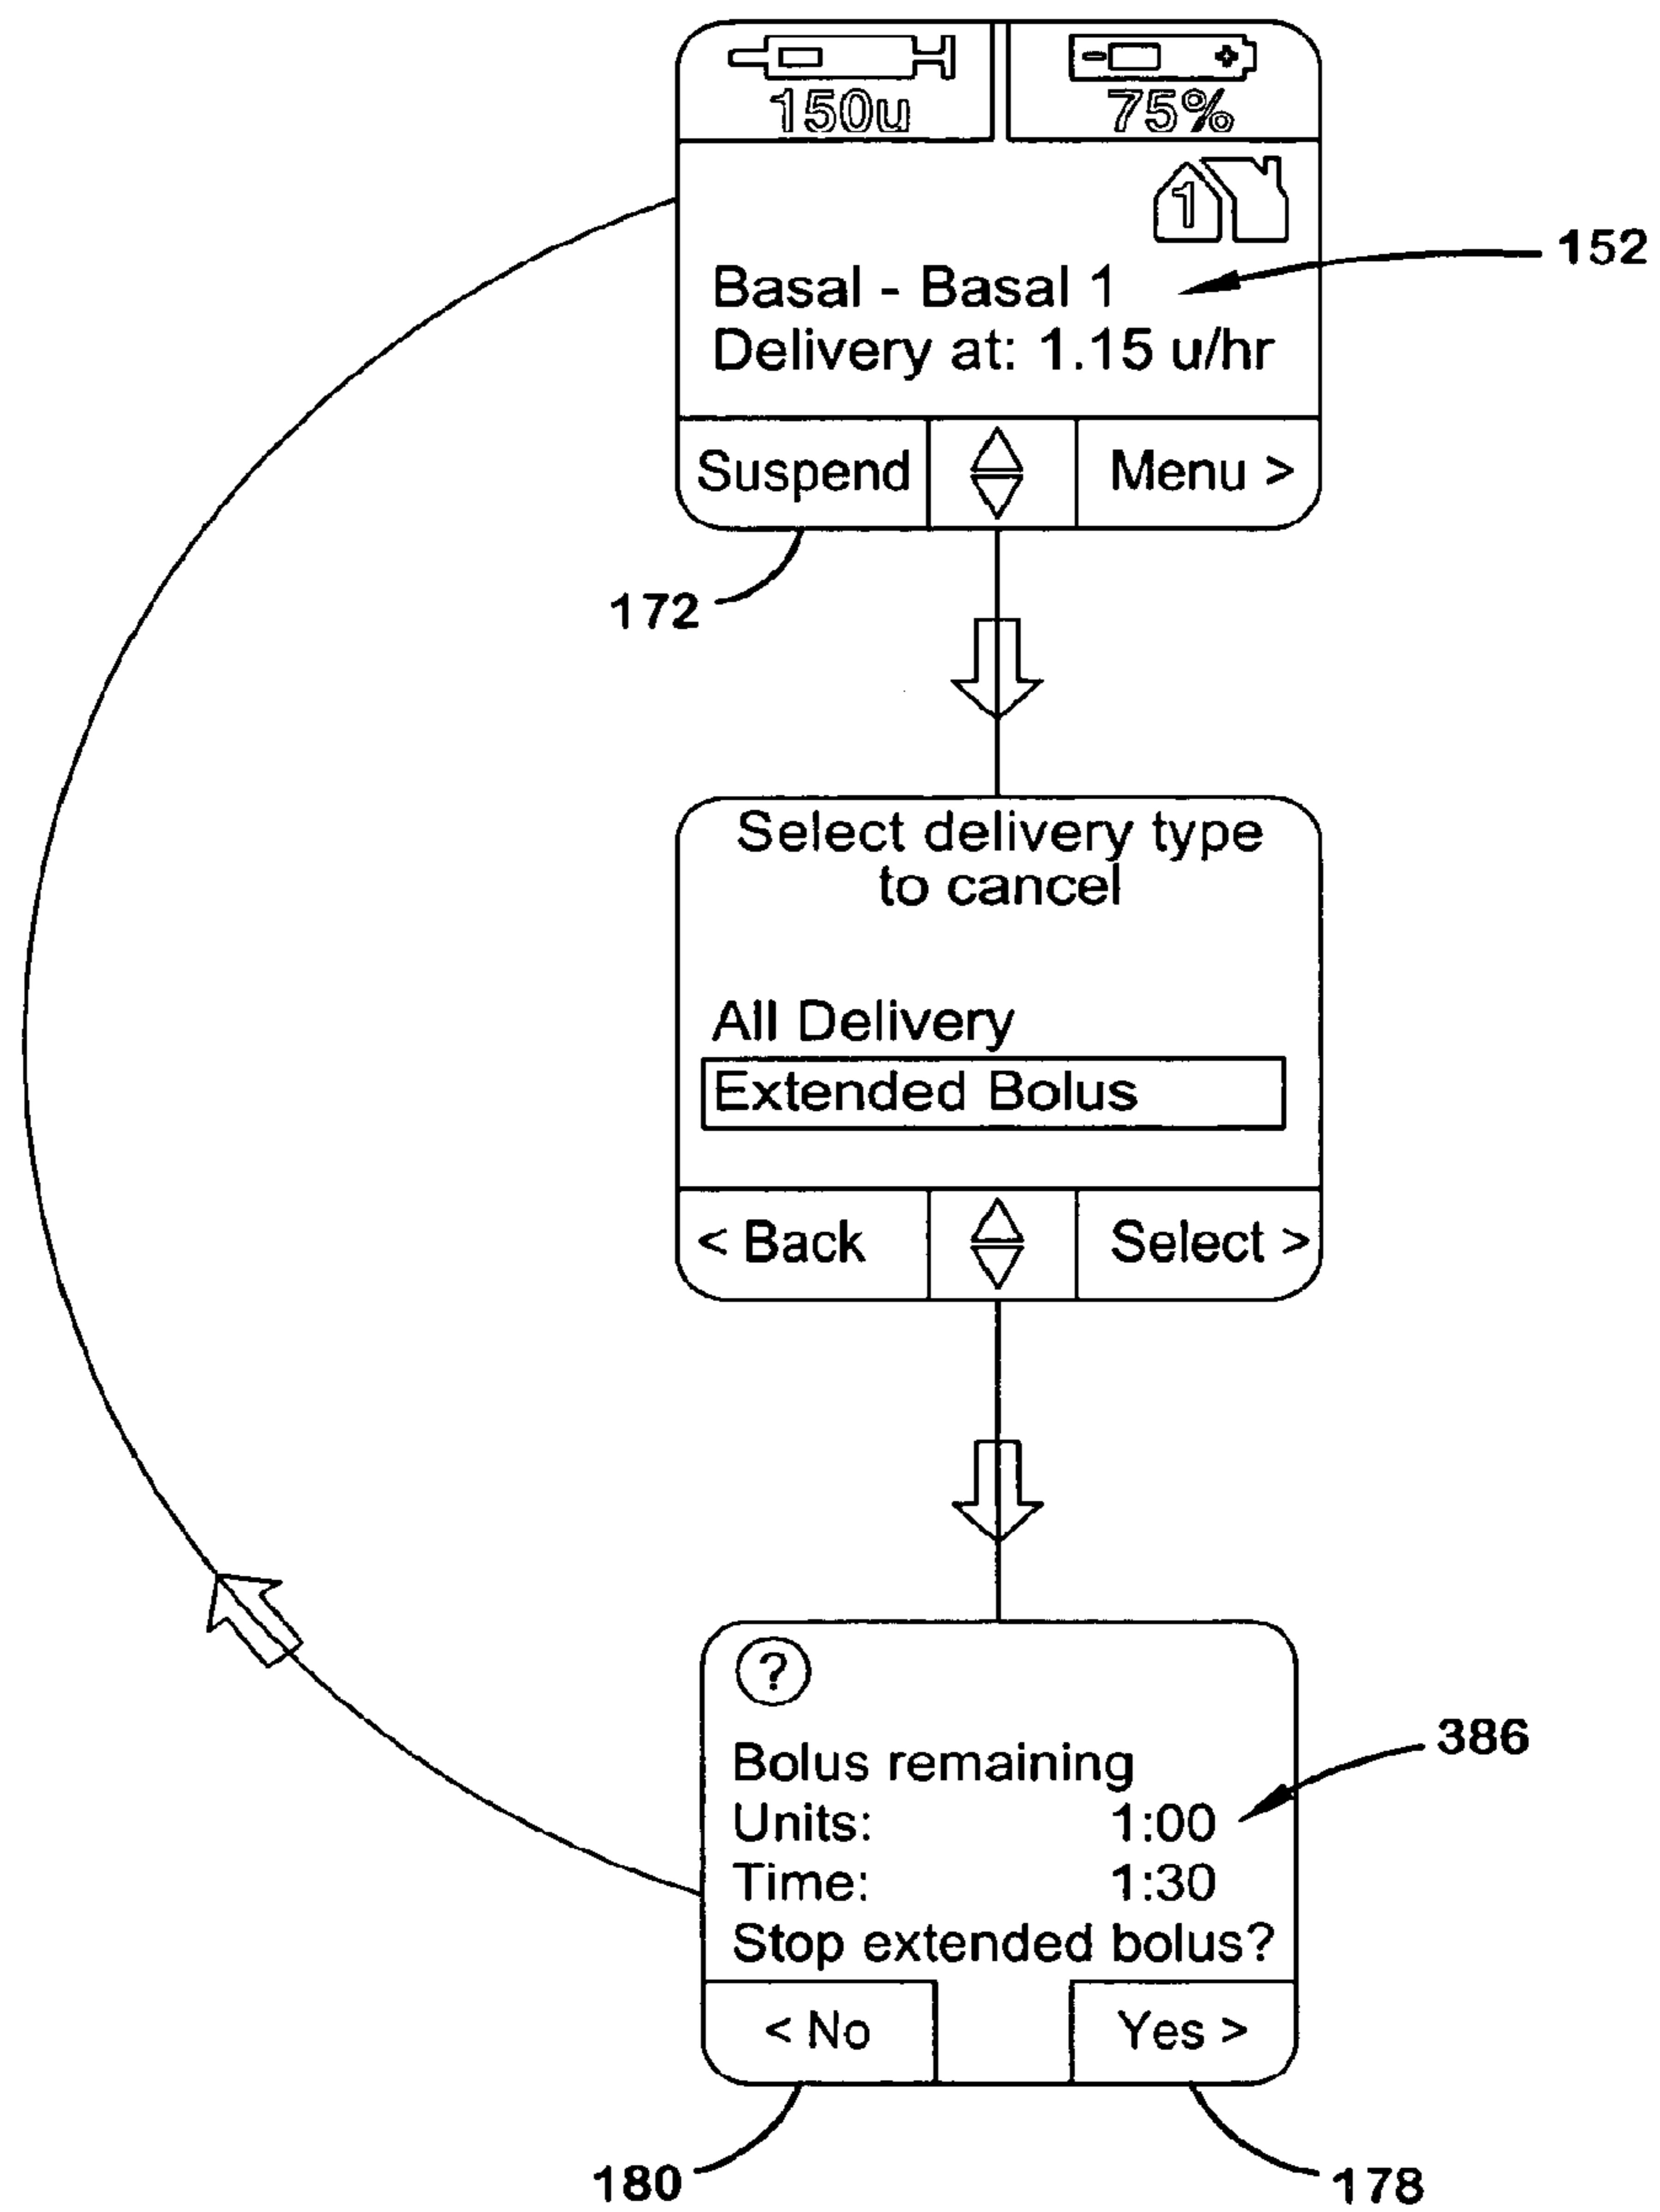 150u 75%
1
152
Basal - Basal 1
Delivery at: 1.15 u/hr
Suspend Menu >
172
Select delivery type
to cancel
All Delivery
Extended Bolus
< Back Select >
?
386
Bolus remaining
Units: 1:00
Time: 1:30
Stop extended bolus?
< No Yes >
180 178